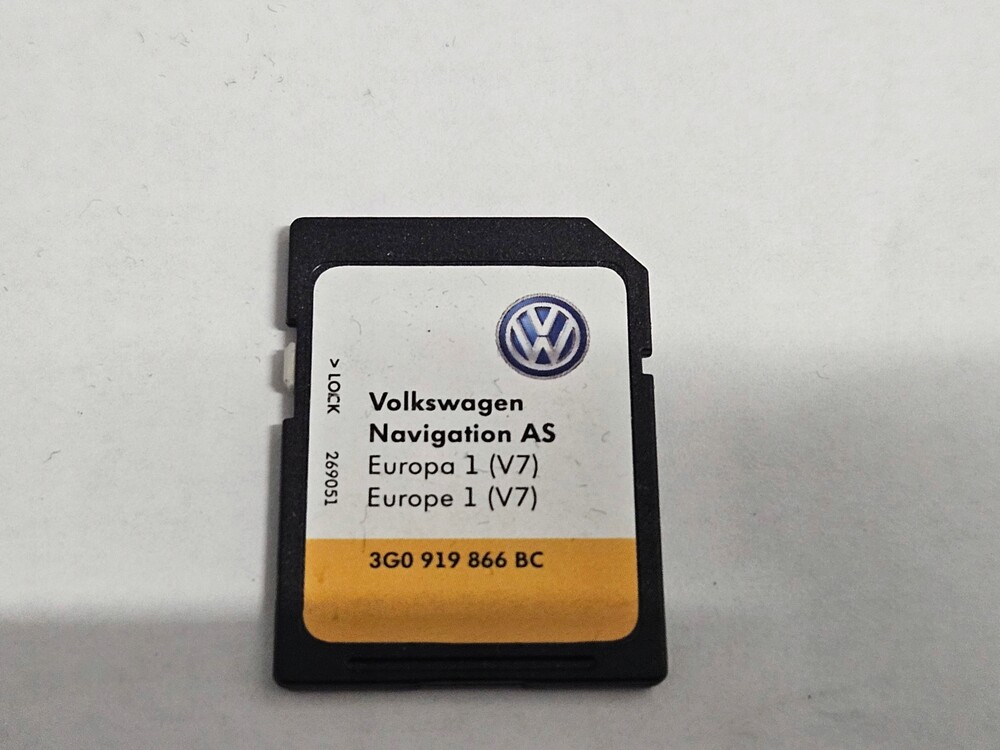 > LOCK 269051
Volkswagen
Navigation AS
Europa 1 (V7)
Europe 1 (V7)
3G0 919 866 BC